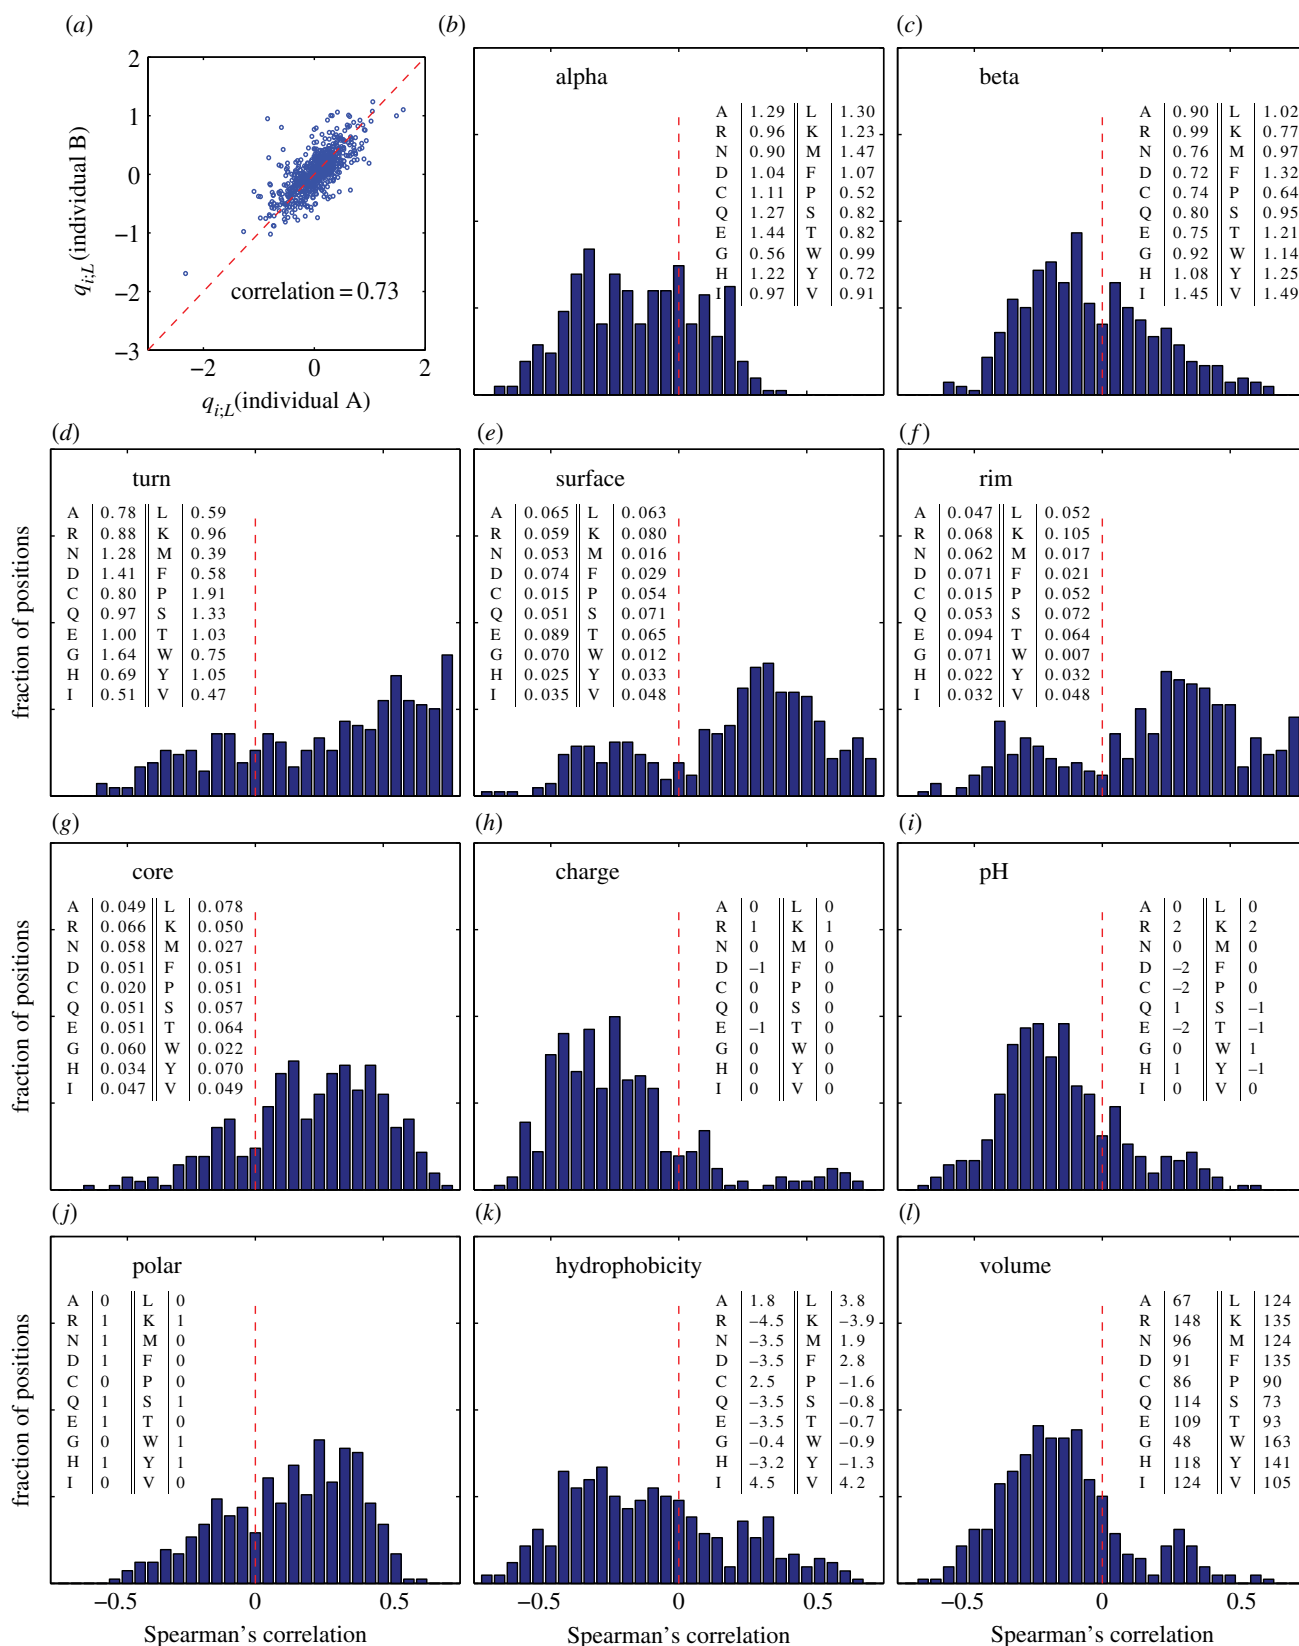 (a)
2
1
0
−1
−2
−3
−2
0
2
q i;L (individual B)
q i;L (individual A)
correlation = 0.73
(b)
alpha
A 1.29 L 1.30
R 0.96 K 1.23
N 0.90 M 1.47
D 1.04 F 1.07
C 1.11 P 0.52
Q 1.27 S 0.82
E 1.44 T 0.82
G 0.56 W 0.99
H 1.22 Y 0.72
I 0.97 V 0.91
(c)
beta
A 0.90 L 1.02
R 0.99 K 0.77
N 0.76 M 0.97
D 0.72 F 1.32
C 0.74 P 0.64
Q 0.80 S 0.95
E 0.75 T 1.21
G 0.92 W 1.14
H 1.08 Y 1.25
I 1.45 V 1.49
(d)
fraction of positions
turn
A 0.78 L 0.59
R 0.88 K 0.96
N 1.28 M 0.39
D 1.41 F 0.58
C 0.80 P 1.91
Q 0.97 S 1.33
E 1.00 T 1.03
G 1.64 W 0.75
H 0.69 Y 1.05
I 0.51 V 0.47
(e)
surface
A 0.065 L 0.063
R 0.059 K 0.080
N 0.053 M 0.016
D 0.074 F 0.029
C 0.015 P 0.054
Q 0.051 S 0.071
E 0.089 T 0.065
G 0.070 W 0.012
H 0.025 Y 0.033
I 0.035 V 0.048
(f)
rim
A 0.047 L 0.052
R 0.068 K 0.105
N 0.062 M 0.017
D 0.071 F 0.021
C 0.015 P 0.052
Q 0.053 S 0.072
E 0.094 T 0.064
G 0.071 W 0.007
H 0.022 Y 0.032
I 0.032 V 0.048
(g)
fraction of positions
core
A 0.049 L 0.078
R 0.066 K 0.050
N 0.058 M 0.027
D 0.051 F 0.051
C 0.020 P 0.051
Q 0.051 S 0.057
E 0.051 T 0.064
G 0.060 W 0.022
H 0.034 Y 0.070
I 0.047 V 0.049
(h)
charge
A 0 L 0
R 1 K 1
N 0 M 0
D −1 F 0
C 0 P 0
Q 0 S 0
E −1 T 0
G 0 W 0
H 0 Y 0
I 0 V 0
(i)
pH
A 0 L 0
R 2 K 2
N 0 M 0
D −2 F 0
C −2 P 0
Q 1 S −1
E −2 T −1
G 0 W 1
H 1 Y −1
I 0 V 0
(j)
fraction of positions
polar
A 0 L 0
R 1 K 1
N 1 M 0
D 1 F 0
C 0 P 0
Q 1 S 1
E 1 T 0
G 0 W 1
H 1 Y 1
I 0 V 0
−0.5 0 0.5
Spearman's correlation
(k)
hydrophobicity
A 1.8 L 3.8
R −4.5 K −3.9
N −3.5 M 1.9
D −3.5 F 2.8
C 2.5 P −1.6
Q −3.5 S −0.8
E −3.5 T −0.7
G −0.4 W −0.9
H −3.2 Y −1.3
I 4.5 V 4.2
−0.5 0 0.5
Spearman's correlation
(l)
volume
A 67 L 124
R 148 K 135
N 96 M 124
D 91 F 135
C 86 P 90
Q 114 S 73
E 109 T 93
G 48 W 163
H 118 Y 141
I 124 V 105
−0.5 0 0.5
Spearman's correlation